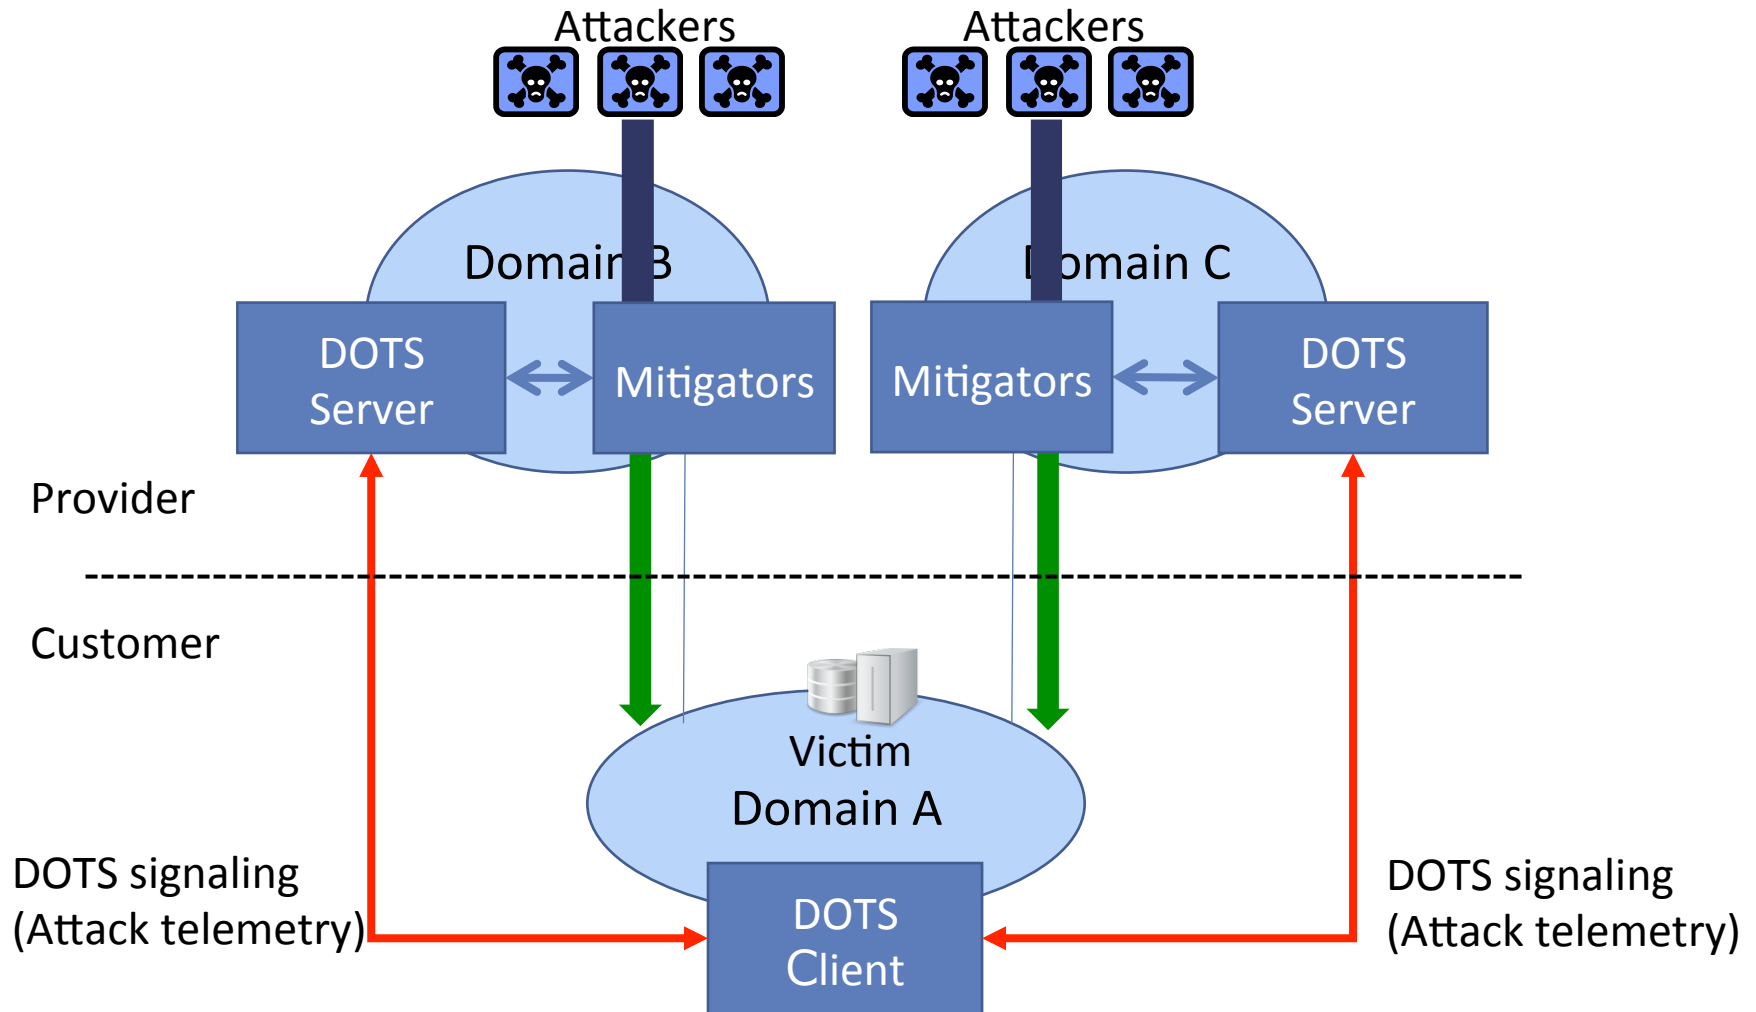 Attackers
Attackers
Domain B
Domain C
DOTS
Server
Mitigators
Mitigators
DOTS
Server
Provider
Customer
Victim
Domain A
DOTS signaling
(Attack telemetry)
DOTS
Client
DOTS signaling
(Attack telemetry)